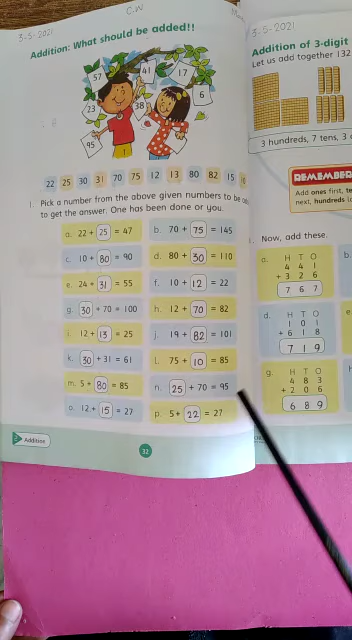 3-5-2021
C.W
Addition: What should be added!!
57
41
17
6
23
38
95
22 25 30 31 70 75 12 13 80 82 15
1. Pick a number from the above given numbers to be
to get the answer. One has been done or you.
a. 22 + 25 = 47
b. 70 + 75 = 145
c. 10 + 80 = 90
d. 80 + 30 = 110
e. 24 + 31 = 55
f. 10 + 12 = 22
g. 30 + 70 = 100
h. 12 + 70 = 82
i. 12 + 13 = 25
j. 19 + 82 = 101
k. 30 + 31 = 61
l. 75 + 10 = 85
m. 5 + 80 = 85
n. 25 + 70 = 95
o. 12 + 15 = 27
p. 5 + 22 = 27
Addition
32
3-5-2021
Addition of 3-digit
Let us add together 132
3 hundreds, 7 tens, 3
REMEMBER
Add ones first,
next, hundreds
Now, add these.
a. H T O
4 4 1
+ 3 2 6
7 6 7
b.
d. H T O
1 0 1
+ 6 1 8
7 1 9
e
g. H T O
4 8 3
+ 2 0 6
6 8 9